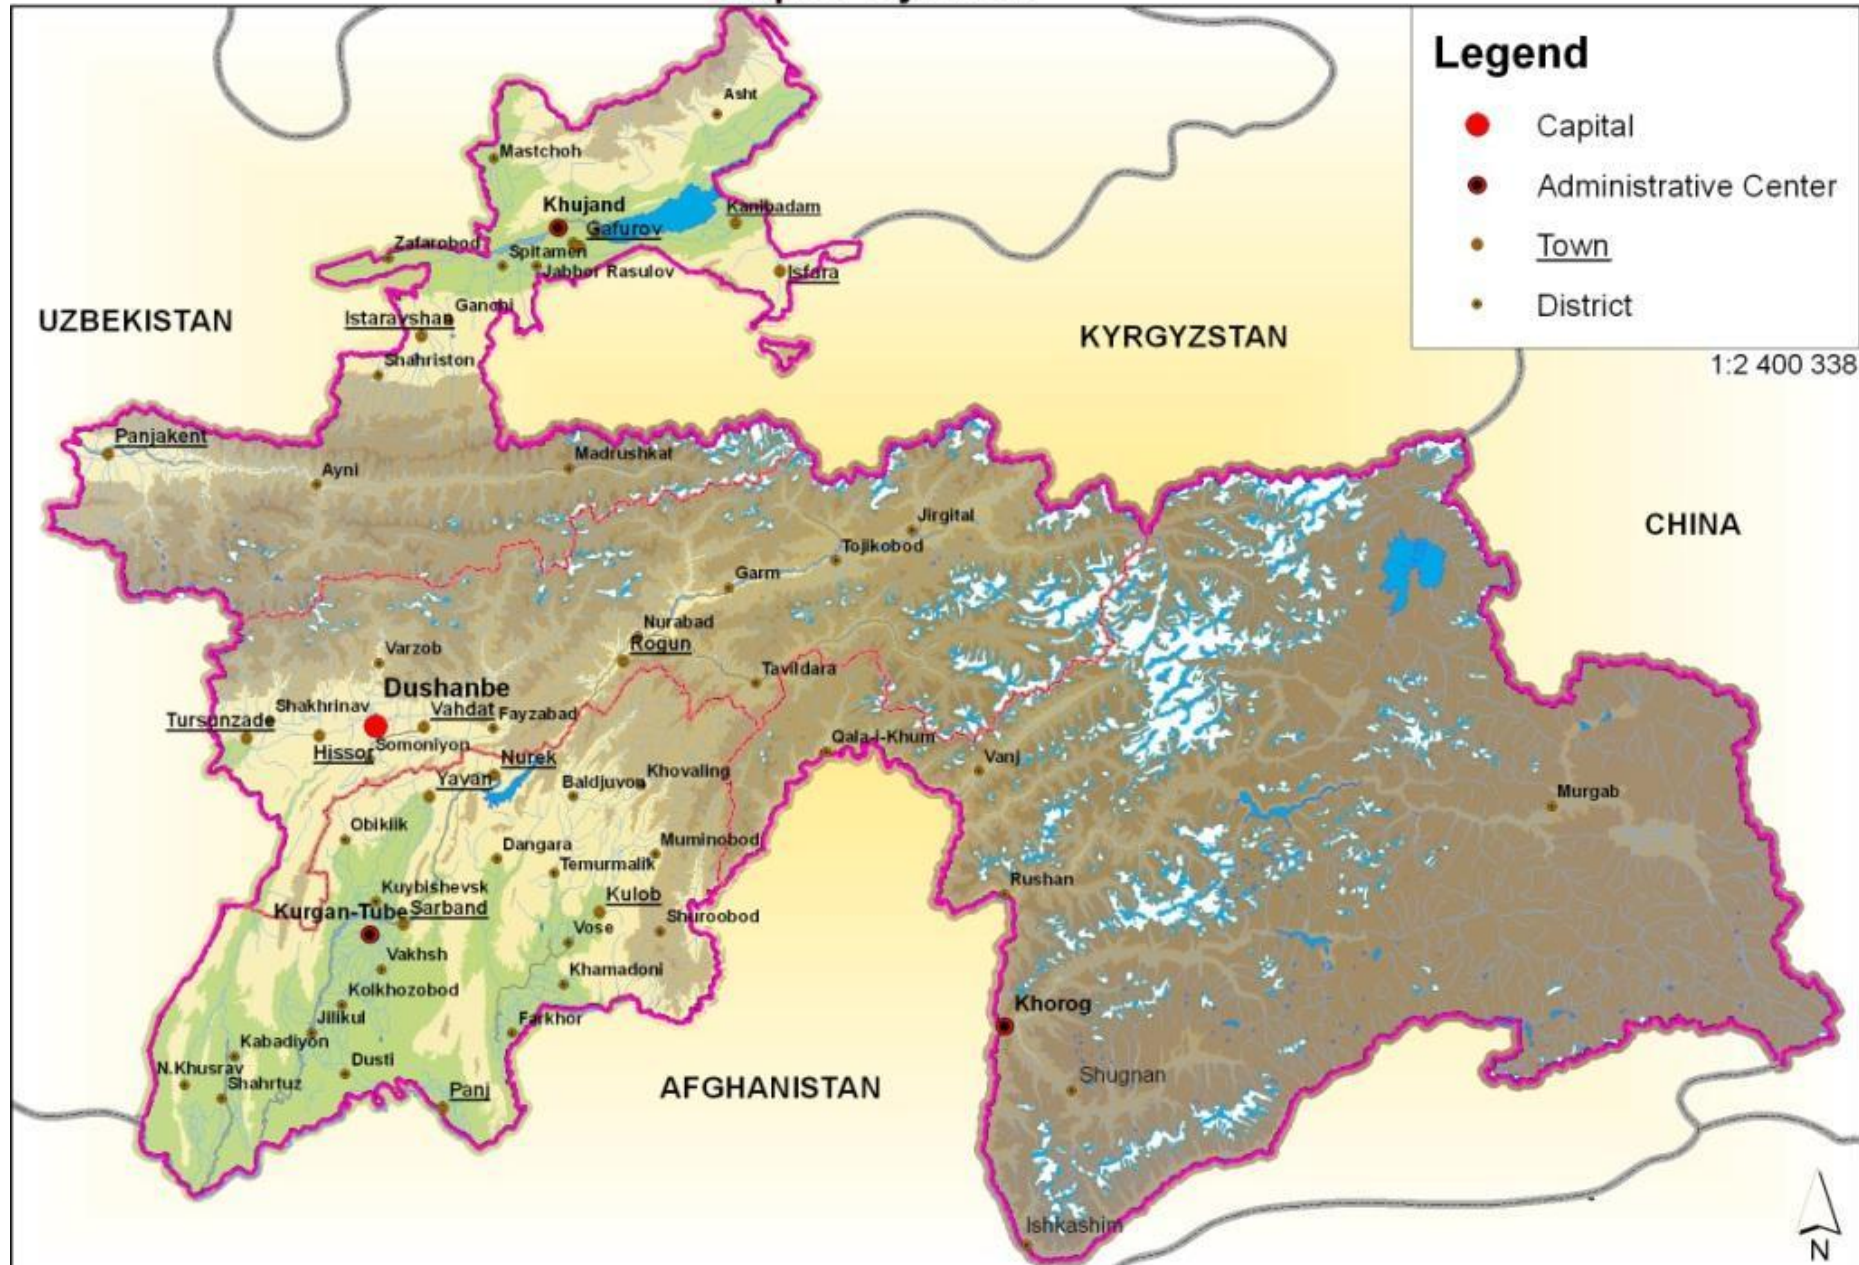 Legend
Capital
Administrative Center
Town
District
1:2 400 338
UZBEKISTAN
KYRGYZSTAN
CHINA
AFGHANISTAN
Asht
Mastchoh
Khujand
Gafurov
Kanibadam
Zafarobod
Spitamen
Jabbor Rasulov
Isfara
Ganchi
Istaravshan
Shahriston
Panjakent
Ayni
Madrushkat
Jirgital
Tojikobod
Garm
Nurabad
Rogun
Varzob
Tavildara
Dushanbe
Shakhrinav
Vahdat
Fayzabad
Tursunzade
Hissor
Somoniyon
Qala-I-Khum
Vanj
Nurek
Yavan
Baldjuvon
Khovaling
Murgab
Obikiik
Dangara
Muminobod
Temurmalik
Rushan
Kuybishevsk
Kulob
Kurgan-Tube
Sarband
Shuroobod
Vose
Vakhsh
Khamadoni
Kolkhozobod
Khorog
Jilikul
Farkhor
Kabadiyon
Dusti
N.Khusrav
Shahrtuz
Panj
Shugnan
Ishkashim
N